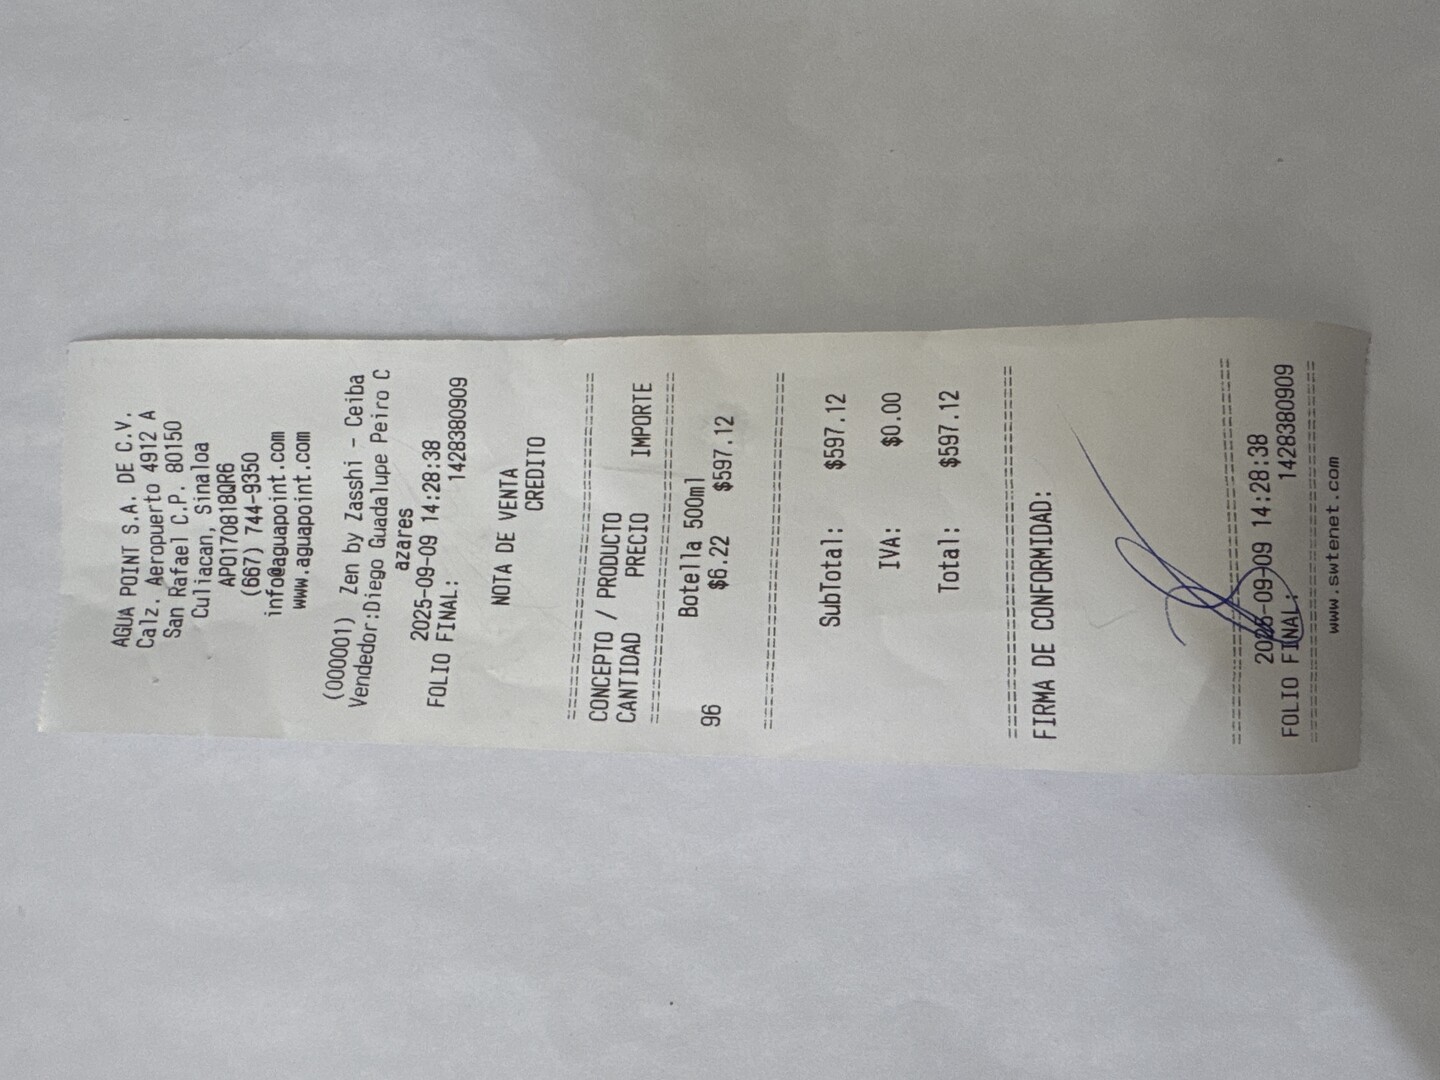 AGUA POINT S.A. DE C.V.
Calz. Aeropuerto 4912 A
San Rafael C.P. 80150
Culiacan, Sinaloa
APO170818QR6
(667) 744-9350
info@aguapoint.com
www.aguapoint.com
(000001) Zen by Zasshi - Ceiba
Vendedor:Diego Guadalupe Peiro C
azares
2025-09-09 14:28:38
FOLIO FINAL: 1428380909
NOTA DE VENTA
CREDITO
================================
CONCEPTO / PRODUCTO
CANTIDAD PRECIO IMPORTE
================================
Botella 500ml
96 $6.22 $597.12
================================
SubTotal: $597.12
IVA: $0.00
Total: $597.12
================================
FIRMA DE CONFORMIDAD:
================================
2025-09-09 14:28:38
FOLIO FINAL: 1428380909
================================
www.swtenet.com